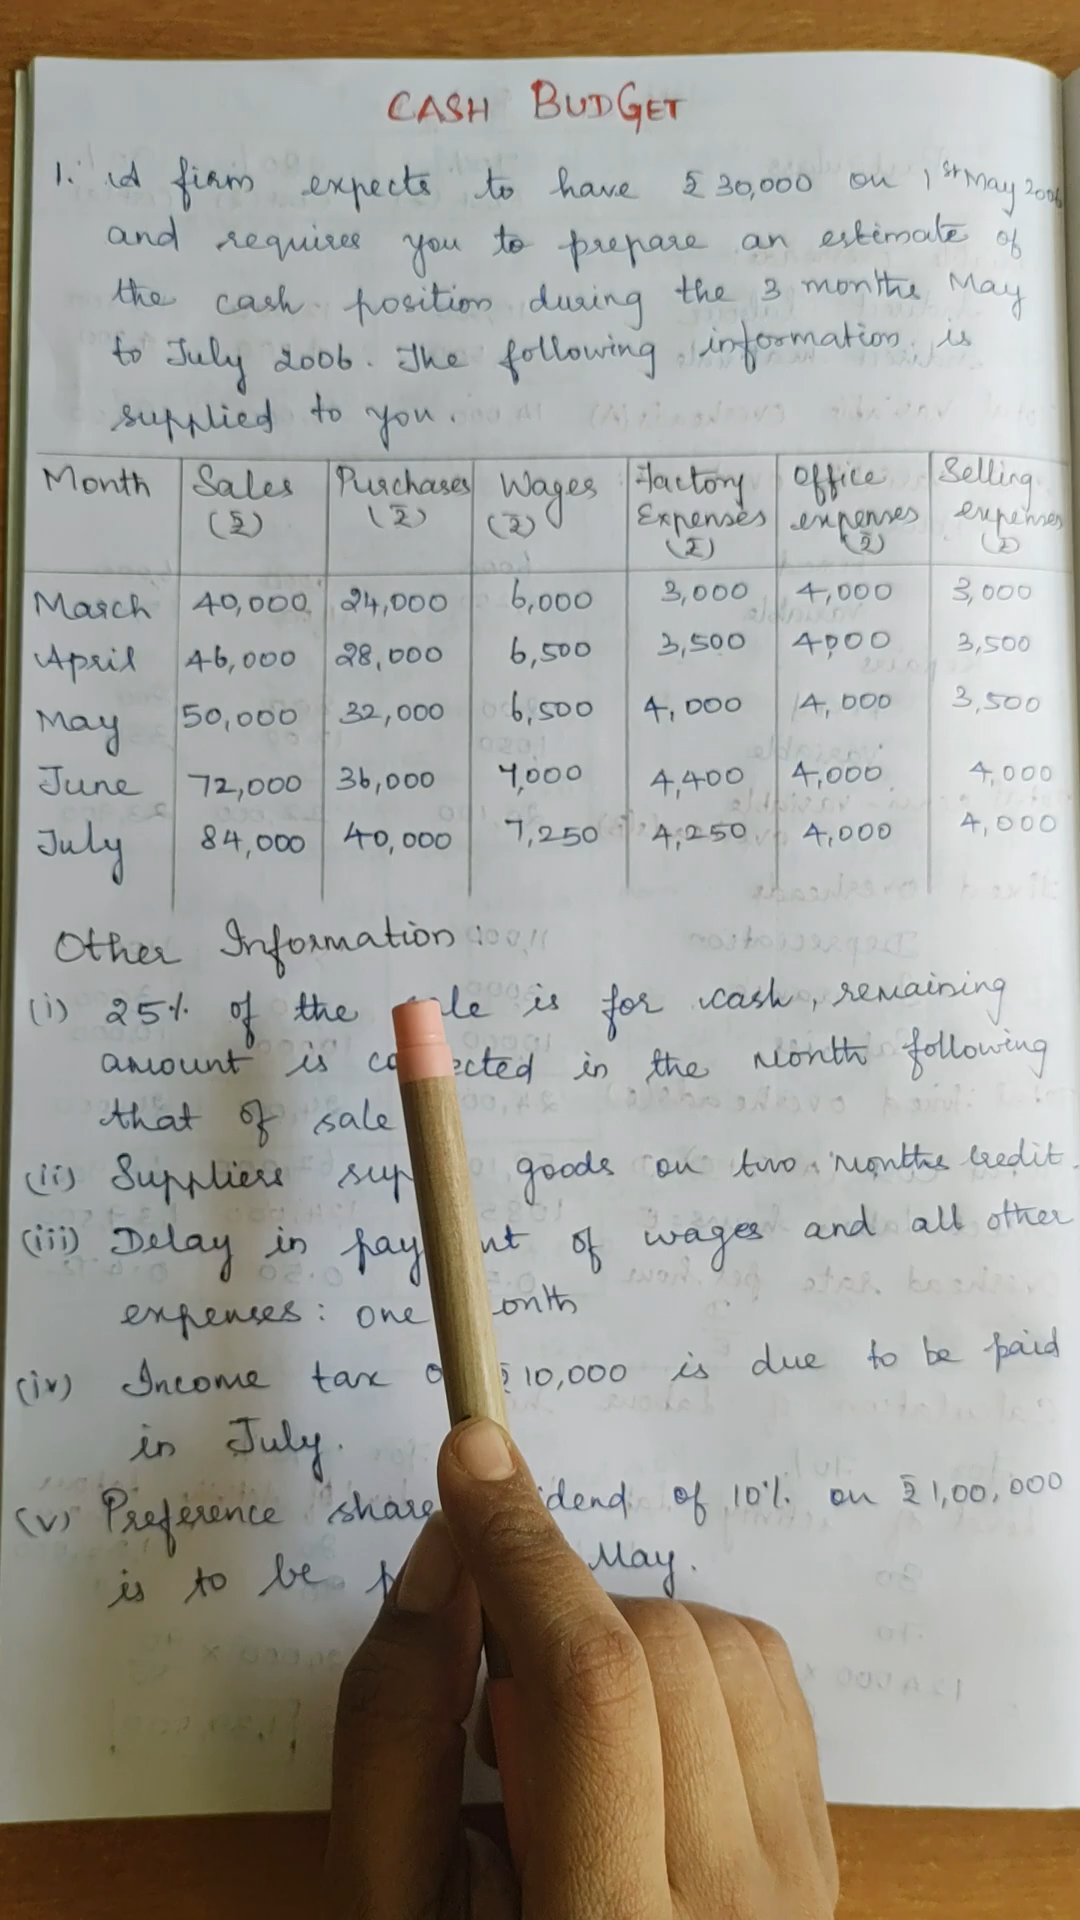 CASH BUDGET
1. A firm expects to have ₹30,000 on 1st May 2006
and requires you to prepare an estimate of
the cash position during the 3 months May
to July 2006. The following information is
supplied to you.
Month Sales (₹) Purchases (₹) Wages (₹) Factory Expenses (₹) Office expenses (₹) Selling expenses (₹)
March 40,000 24,000 6,000 3,000 4,000 3,000
April 46,000 28,000 6,500 3,500 4000 3,500
May 50,000 32,000 6,500 4,000 4,000 3,500
June 72,000 36,000 7,000 4,400 4,000 4,000
July 84,000 40,000 7,250 4,250 4,000 4,000
Other Information:
(i) 25% of the is for cash, remaining
amount is in the month following
that of sale
(ii) Suppliers goods on two months credit.
(iii) Delay in of wages and all other
expenses: one
(iv) Income tax ₹10,000 is due to be paid
in July.
(v) Preference share of 10% on ₹1,00,000
is to be May.